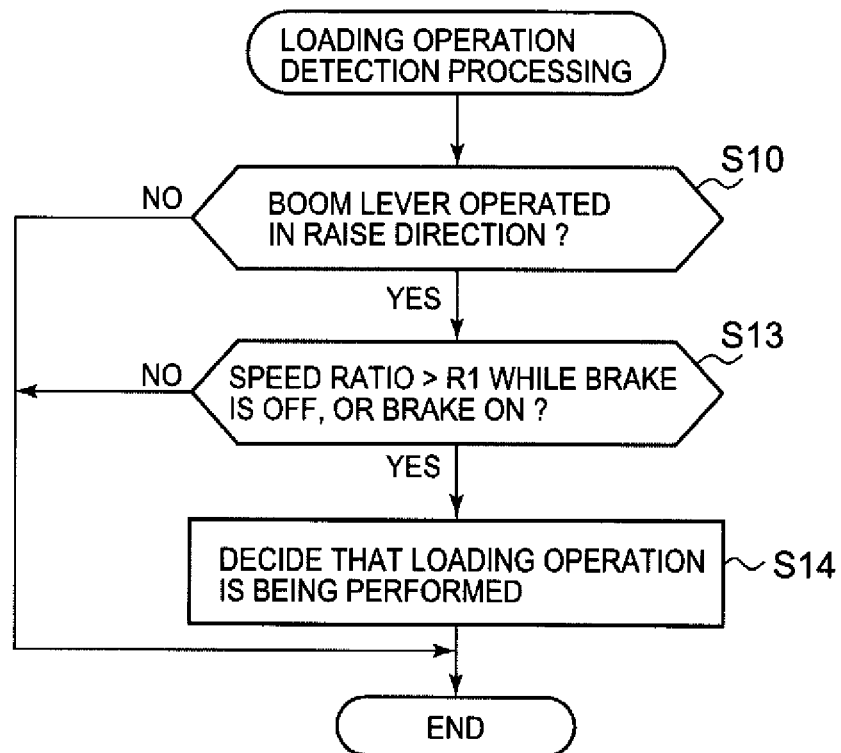 LOADING OPERATION
DETECTION PROCESSING
S10
NO
BOOM LEVER OPERATED
IN RAISE DIRECTION ?
YES
S13
NO
SPEED RATIO > R1 WHILE BRAKE
IS OFF, OR BRAKE ON ?
YES
DECIDE THAT LOADING OPERATION
IS BEING PERFORMED
S14
END